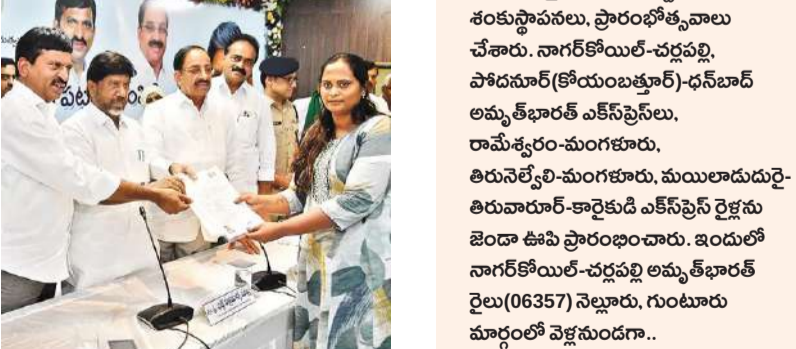 శంకుస్థాపనలు, ప్రారంభోత్సవాలు
చేశారు. నాగర్‌కోయిల్-చర్లపల్లి,
పోదనూర్(కోయంబత్తూర్)-ధన్‌బాద్
అమృత్‌భారత్ ఎక్స్‌ప్రెస్‌లు,
రామేశ్వరం-మంగళూరు,
తిరునెల్వేలి-మంగళూరు, మయిలాడుదురై-
తిరువారూర్-కారైకుడి ఎక్స్‌ప్రెస్ రైళ్లను
జెండా ఊపి ప్రారంభించారు. ఇందులో
నాగర్‌కోయిల్-చర్లపల్లి అమృత్‌భారత్
రైలు(06357) నెల్లూరు, గుంటూరు
మార్గంలో వెళ్లనుండగా..